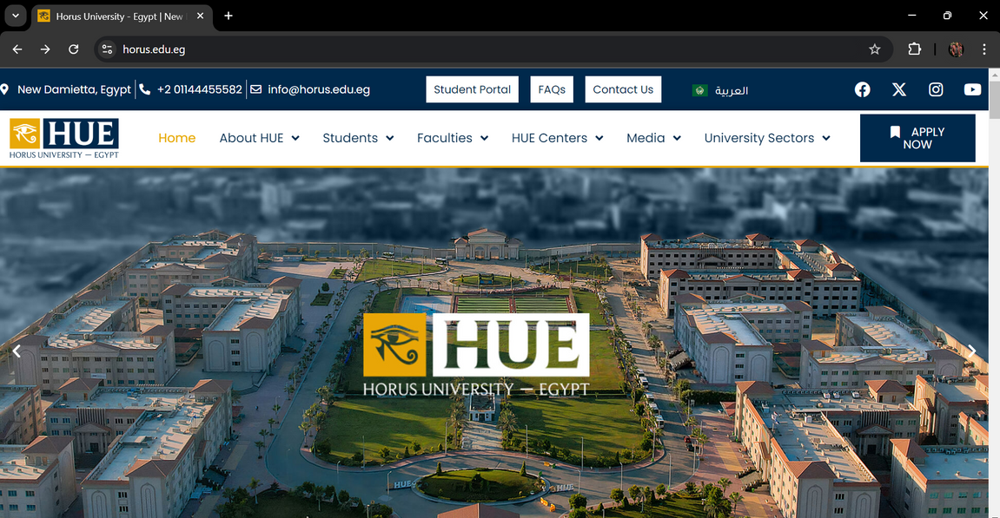 Horus University - Egypt | New
horus.edu.eg
New Damietta, Egypt
+2 01144455582
info@horus.edu.eg
Student Portal
FAQs
Contact Us
العربية
HUE
HORUS UNIVERSITY — EGYPT
Home
About HUE
Students
Faculties
HUE Centers
Media
University Sectors
APPLY
NOW
HUE
HORUS UNIVERSITY — EGYPT
HUE
HUE